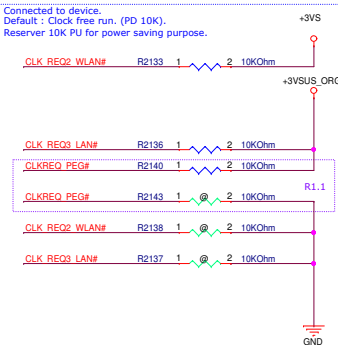 Connected to device.
Default : Clock free run. (PD 10K).
Reserver 10K PU for power saving purpose.
+3VS
CLK_REQ2_WLAN# R2133 1 2 10KOhm
+3VSUS_ORG
CLK_REQ3_LAN# R2136 1 2 10KOhm
CLKREQ_PEG# R2140 1 2 10KOhm
R1.1
CLKREQ_PEG# R2143 1 @ 2 10KOhm
CLK_REQ2_WLAN# R2138 1 @ 2 10KOhm
CLK_REQ3_LAN# R2137 1 @ 2 10KOhm
GND